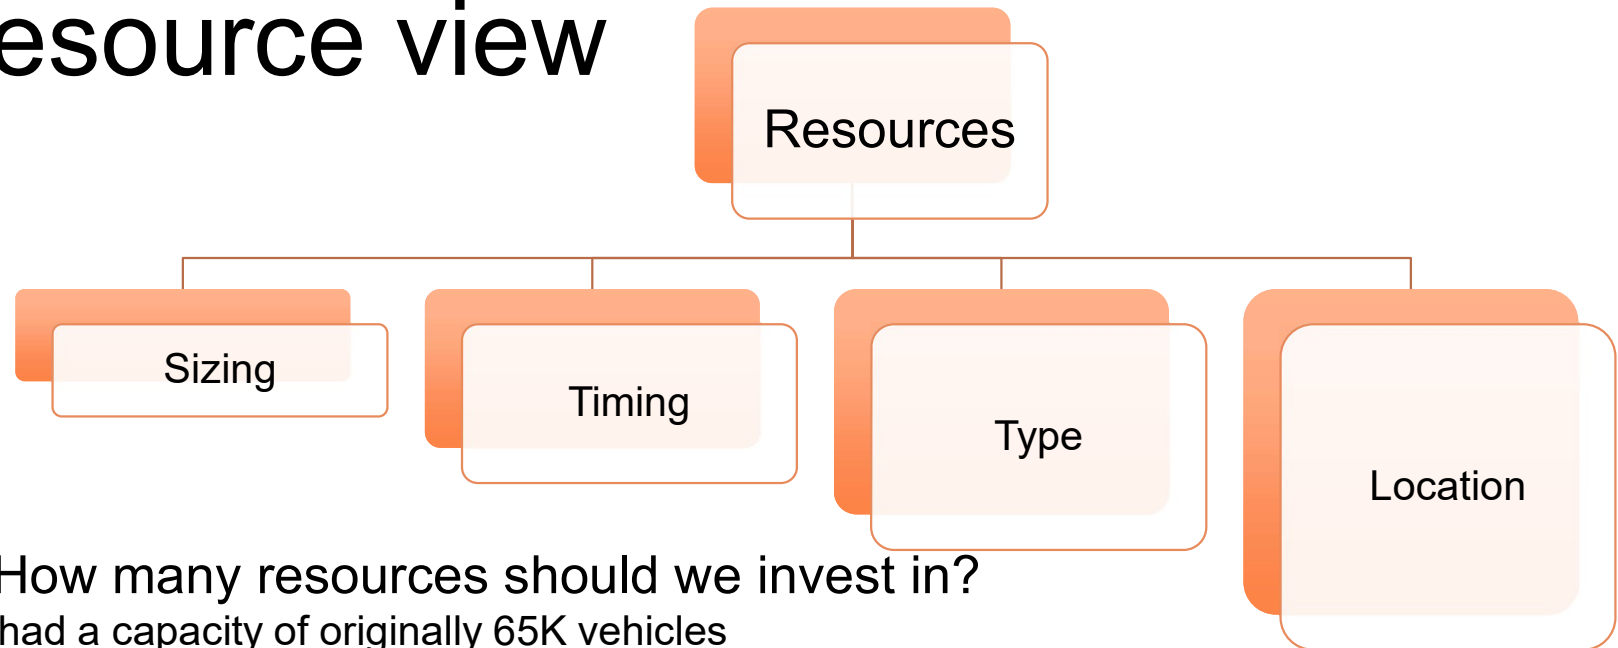 esource view
Resources
Sizing
Timing
Type
Location
How many resources should we invest in?
had a capacity of originally 65K vehicles